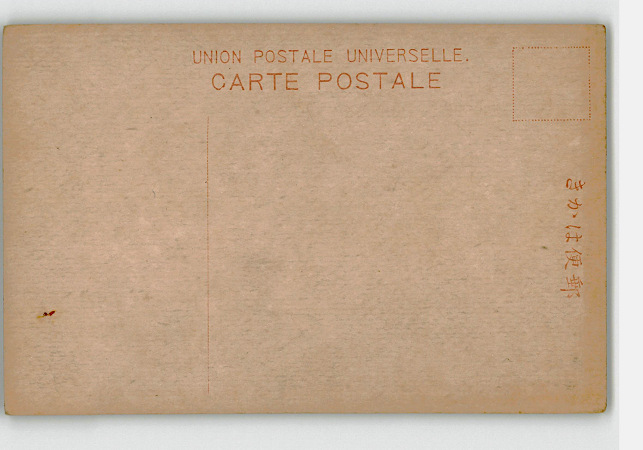 UNION POSTALE UNIVERSELLE.
CARTE POSTALE
きかは便郵